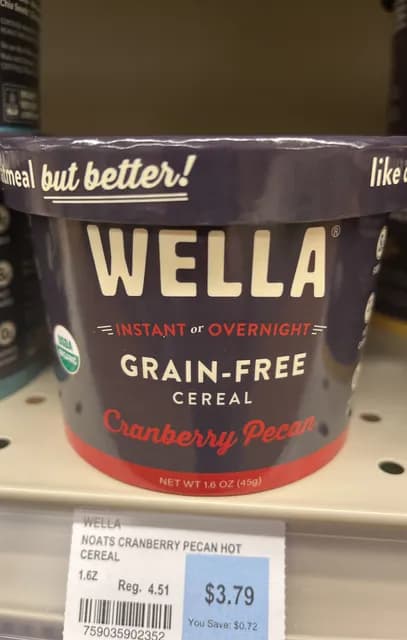 meal but better!
like
WELLA®
INSTANT or OVERNIGHT
GRAIN-FREE
CEREAL
Cranberry Pecan
USDA
ORGANIC
NET WT 1.6 OZ (45g)
WELLA
NOATS CRANBERRY PECAN HOT
CEREAL
1.6Z
Reg. 4.51
$3.79
You Save: $0.72
759035902352